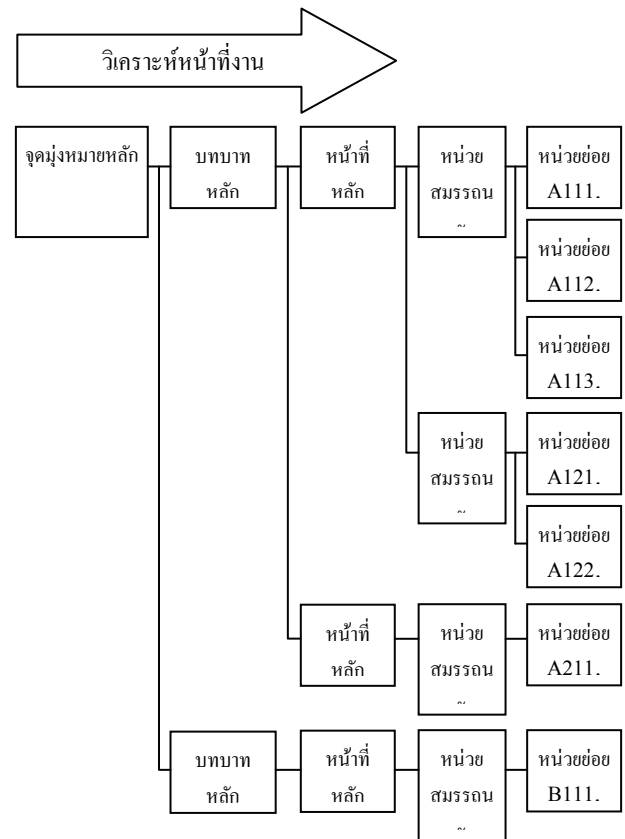 วิเคราะห์หน้าที่งาน
จุดมุ่งหมายหลัก
บทบาท
หลัก
หน้าที่
หลัก
หน่วย
สมรรถน
หน่วยย่อย
A111.
หน่วยย่อย
A112.
หน่วยย่อย
A113.
หน่วย
สมรรถน
หน่วยย่อย
A121.
หน่วยย่อย
A122.
หน้าที่
หลัก
หน่วย
สมรรถน
หน่วยย่อย
A211.
บทบาท
หลัก
หน้าที่
หลัก
หน่วย
สมรรถน
หน่วยย่อย
B111.